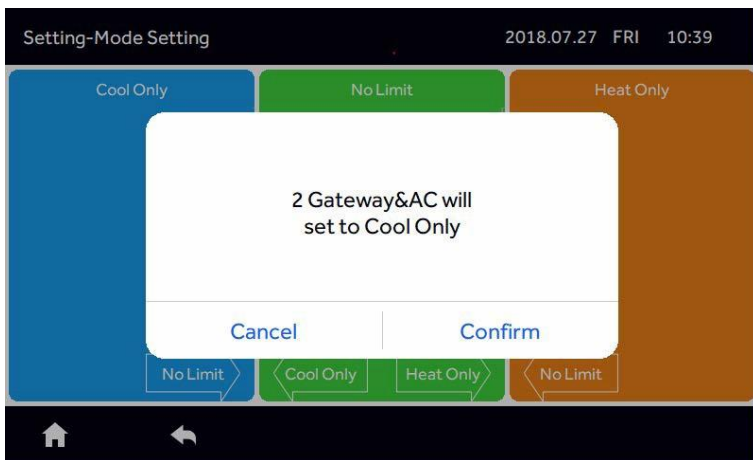 Setting-Mode Setting
2018.07.27 FRI 10:39
Cool Only
No Limit
Heat Only
2 Gateway&AC will
set to Cool Only
Cancel
Confirm
No Limit
Cool Only
Heat Only
No Limit